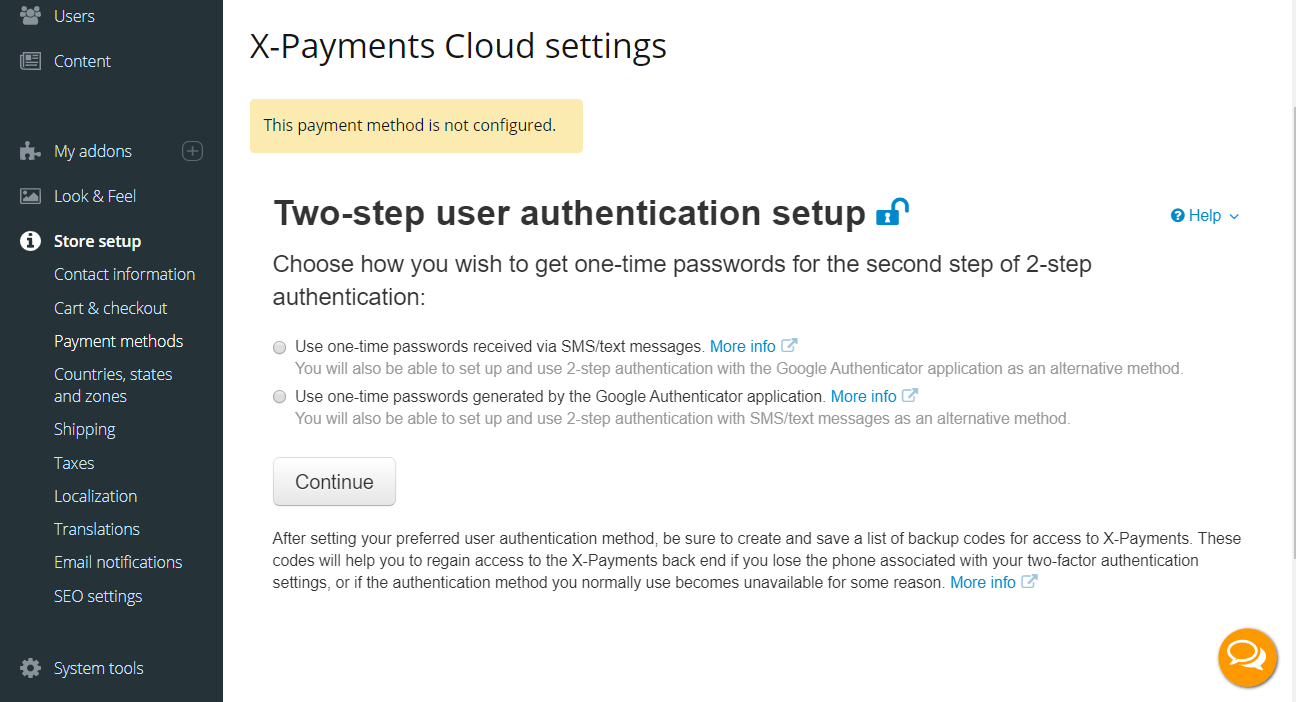 Users
Content
My addons
Look & Feel
Store setup
Contact information
Cart & checkout
Payment methods
Countries, states
and zones
Shipping
Taxes
Localization
Translations
Email notifications
SEO settings
System tools
X-Payments Cloud settings
This payment method is not configured.
Two-step user authentication setup
Help
Choose how you wish to get one-time passwords for the second step of 2-step
authentication:
Use one-time passwords received via SMS/text messages. More info
You will also be able to set up and use 2-step authentication with the Google Authenticator application as an alternative method.
Use one-time passwords generated by the Google Authenticator application. More info
You will also be able to set up and use 2-step authentication with SMS/text messages as an alternative method.
Continue
After setting your preferred user authentication method, be sure to create and save a list of backup codes for access to X-Payments. These
codes will help you to regain access to the X-Payments back end if you lose the phone associated with your two-factor authentication
settings, or if the authentication method you normally use becomes unavailable for some reason. More info